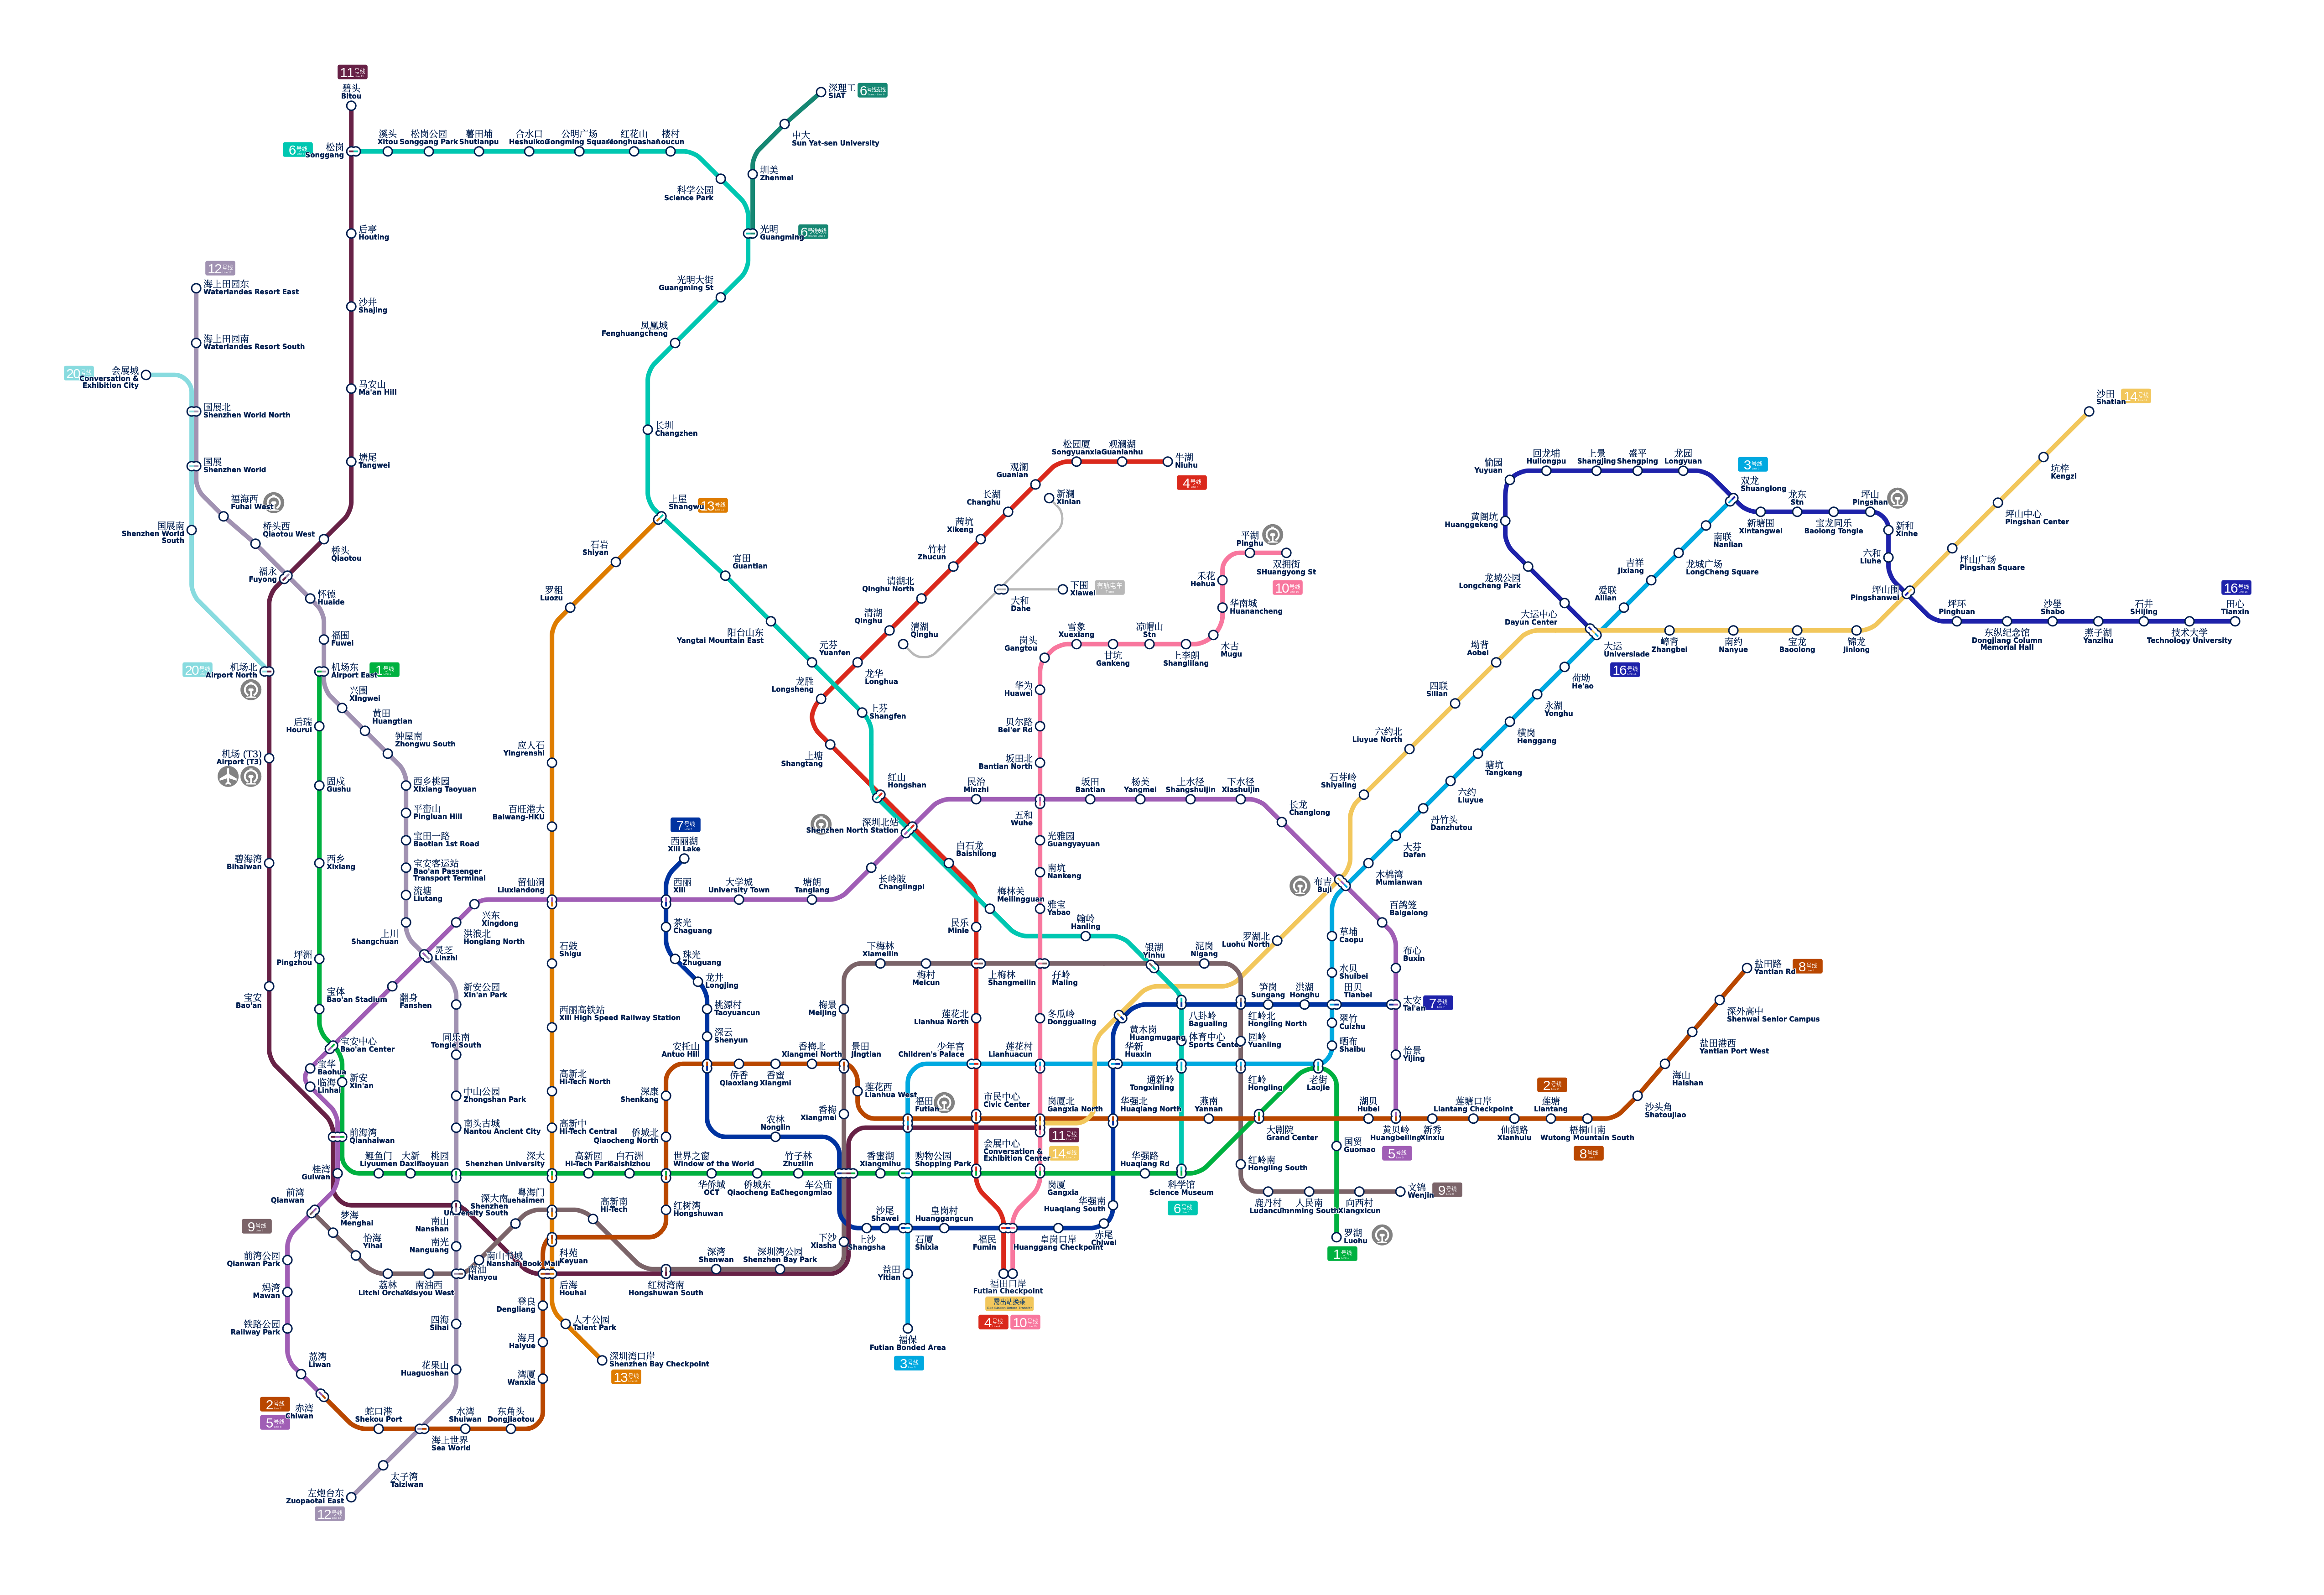 11号线
碧头
Bitou
深理工
SIAT
6号线支线
中大
Sun Yat-sen University
圳美
Zhenmei
6号线
松岗
Songgang
溪头
Xitou
松岗公园
Songgang Park
薯田埔
Shutianpu
合水口
Heshuikou
公明广场
Gongming Square
红花山
Honghuashan
楼村
Loucun
科学公园
Science Park
光明
Guangming
6号线支线
后亭
Houting
12号线
海上田园东
Waterlandes Resort East
光明大街
Guangming St
沙井
Shajing
海上田园南
Waterlandes Resort South
凤凰城
Fenghuangcheng
20号线
会展城
Conversation &
Exhibition City
马安山
Ma'an Hill
国展北
Shenzhen World North
长圳
Changzhen
塘尾
Tangwei
国展
Shenzhen World
福海西
Fuhai West
国展南
Shenzhen World
South
桥头西
Qiaotou West
桥头
Qiaotou
福永
Fuyong
怀德
Huaide
福围
Fuwei
20号线
机场北
Airport North
机场东
Airport East
1号线
上屋
Shangwu
13号线
石岩
Shiyan
罗租
Luozu
官田
Guantian
阳台山东
Yangtai Mountain East
元芬
Yuanfen
上芬
Shangfen
松园厦
Songyuanxia
观澜湖
Guanlanhu
牛湖
Niuhu
4号线
观澜
Guanlan
长湖
Changhu
茜坑
Xikeng
竹村
Zhucun
清湖北
Qinghu North
清湖
Qinghu
龙华
Longhua
龙胜
Longsheng
上塘
Shangtang
红山
Hongshan
新澜
Xinlan
大和
Dahe
下围
Xiawei
有轨电车
清湖
Qinghu
平湖
Pinghu
双拥街
SHuangyong St
10号线
禾花
Hehua
华南城
Huanancheng
木古
Mugu
上李朗
Shanglilang
凉帽山
Stn
甘坑
Gankeng
雪象
Xuexiang
岗头
Gangtou
华为
Huawei
贝尔路
Bei'er Rd
坂田北
Bantian North
愉园
Yuyuan
回龙埔
Huilongpu
上景
Shangjing
盛平
Shengping
龙园
Longyuan
3号线
双龙
Shuanglong
黄阁坑
Huanggekeng
龙城公园
Longcheng Park
大运中心
Dayun Center
南联
Nanlian
龙城广场
LongCheng Square
吉祥
Jixiang
爱联
Ailian
大运
Universiade
16号线
新塘围
Xintangwei
龙东
Stn
宝龙同乐
Baolong Tongle
坪山
Pingshan
新和
Xinhe
六和
Liuhe
坪山围
Pingshanwei
沙田
Shatian
14号线
坑梓
Kengzi
坪山中心
Pingshan Center
坪山广场
Pingshan Square
嶂背
Zhangbei
南约
Nanyue
宝龙
Baoolong
锦龙
Jinlong
坪环
Pinghuan
东纵纪念馆
Dongjiang Column
Memorial Hall
沙壆
Shabo
燕子湖
Yanzihu
石井
SHijing
技术大学
Technology University
田心
Tianxin
16号线
坳背
Aobei
四联
Silian
六约北
Liuyue North
石芽岭
Shiyaling
荷坳
He'ao
永湖
Yonghu
横岗
Henggang
塘坑
Tangkeng
六约
Liuyue
丹竹头
Danzhutou
大芬
Dafen
木棉湾
Mumianwan
布吉
Buji
罗湖北
Luohu North
后瑞
Hourui
兴围
Xingwei
黄田
Huangtian
钟屋南
Zhongwu South
机场 (T3)
Airport (T3)
固戍
Gushu
西乡桃园
Xixiang Taoyuan
平峦山
Pingluan Hill
宝田一路
Baotian 1st Road
宝安客运站
Bao'an Passenger
Transport Terminal
流塘
Liutang
上川
Shangchuan
碧海湾
Bihaiwan
西乡
Xixiang
坪洲
Pingzhou
宝安
Bao'an
宝体
Bao'an Stadium
翻身
Fanshen
灵芝
Linzhi
洪浪北
Honglang North
兴东
Xingdong
新安公园
Xin'an Park
同乐南
Tongle South
宝安中心
Bao'an Center
宝华
Baohua
临海
Linhai
新安
Xin'an
中山公园
Zhongshan Park
南头古城
Nantou Ancient City
前海湾
Qianhaiwan
应人石
Yingrenshi
百旺港大
Baiwang-HKU
留仙洞
Liuxiandong
石鼓
Shigu
西丽高铁站
Xili High Speed Railway Station
高新北
Hi-Tech North
高新中
Hi-Tech Central
7号线
西丽湖
Xili Lake
西丽
Xili
大学城
University Town
塘朗
Tanglang
长岭陂
Changlingpi
深圳北站
Shenzhen North Station
民治
Minzhi
五和
Wuhe
坂田
Bantian
杨美
Yangmei
上水径
Shangshuijin
下水径
Xiashuijin
长龙
Changlong
百鸽笼
Baigelong
布心
Buxin
太安
Tai'an
7号线
怡景
Yijing
茶光
Chaguang
珠光
Zhuguang
龙井
Longjing
桃源村
Taoyuancun
深云
Shenyun
安托山
Antuo Hill
侨香
Qiaoxiang
香蜜
Xiangmi
香梅北
Xiangmei North
景田
Jingtian
莲花西
Lianhua West
福田
Futian
白石龙
Baishilong
民乐
Minle
梅林关
Meilingguan
翰岭
Hanling
光雅园
Guangyayuan
南坑
Nankeng
雅宝
Yabao
下梅林
Xiameilin
梅村
Meicun
上梅林
Shangmeilin
孖岭
Maling
银湖
Yinhu
泥岗
Nigang
梅景
Meijing
莲花北
Lianhua North
冬瓜岭
Donggualing
黄木岗
Huangmugang
八卦岭
Bagualing
体育中心
Sports Center
红岭北
Hongling North
笋岗
Sungang
洪湖
Honghu
田贝
Tianbei
草埔
Caopu
水贝
Shuibei
翠竹
Cuizhu
晒布
Shaibu
园岭
Yuanling
红岭
Hongling
老街
Laojie
少年宫
Children's Palace
莲花村
Lianhuacun
华新
Huaxin
通新岭
Tongxinling
市民中心
Civic Center
岗厦北
Gangxia North
华强北
Huaqiang North
燕南
Yannan
大剧院
Grand Center
湖贝
Hubei
黄贝岭
Huangbeiling
5号线
新秀
Xinxiu
莲塘口岸
Liantang Checkpoint
仙湖路
Xianhulu
2号线
莲塘
Liantang
梧桐山南
Wutong Mountain South
8号线
沙头角
Shatoujiao
海山
Haishan
盐田港西
Yantian Port West
深外高中
Shenwai Senior Campus
盐田路
Yantian Rd
8号线
11号线
14号线
深康
Shenkang
侨城北
Qiaocheng North
农林
Nonglin
香梅
Xiangmei
桂湾
Guiwan
鲤鱼门
Liyuumen
大新
Daxin
桃园
Taoyuan
深大
Shenzhen University
高新园
Hi-Tech Park
白石洲
Baishizhou
世界之窗
Window of the World
华侨城
OCT
侨城东
Qiaocheng East
竹子林
Zhuzilin
车公庙
Chegongmiao
香蜜湖
Xiangmihu
购物公园
Shopping Park
会展中心
Conversation &
Exhibition Center
岗厦
Gangxia
华强路
Huaqiang Rd
科学馆
Science Museum
6号线
国贸
Guomao
罗湖
Luohu
1号线
红岭南
Hongling South
鹿丹村
Ludancun
人民南
Renming South
向西村
Xiangxicun
文锦
Wenjin
9号线
前湾
Qianwan
9号线
梦海
Menghai
怡海
Yihai
荔林
Litchi Orchards
南油西
Nanyou West
南油
Nanyou
南山书城
Nanshan Book Mall
深大南
Shenzhen
University South
粤海门
Yuehaimen
高新南
Hi-Tech
南山
Nanshan
南光
Nanguang
红树湾
Hongshuwan
科苑
Keyuan
后海
Houhai
红树湾南
Hongshuwan South
深湾
Shenwan
深圳湾公园
Shenzhen Bay Park
下沙
Xiasha
上沙
Shangsha
沙尾
Shawei
石厦
Shixia
皇岗村
Huanggangcun
福民
Fumin
皇岗口岸
Huanggang Checkpoint
赤尾
Chiwei
华强南
Huaqiang South
益田
Yitian
福保
Futian Bonded Area
3号线
福田口岸
Futian Checkpoint
需出站换乘
Exit Station Before Transfer
4号线
10号线
前湾公园
Qianwan Park
妈湾
Mawan
铁路公园
Railway Park
荔湾
Liwan
2号线
5号线
赤湾
Chiwan
蛇口港
Shekou Port
海上世界
Sea World
水湾
Shuiwan
东角头
Dongjiaotou
湾厦
Wanxia
海月
Haiyue
登良
Dengliang
人才公园
Talent Park
深圳湾口岸
Shenzhen Bay Checkpoint
13号线
四海
Sihai
花果山
Huaguoshan
太子湾
Taiziwan
左炮台东
Zuopaotai East
12号线